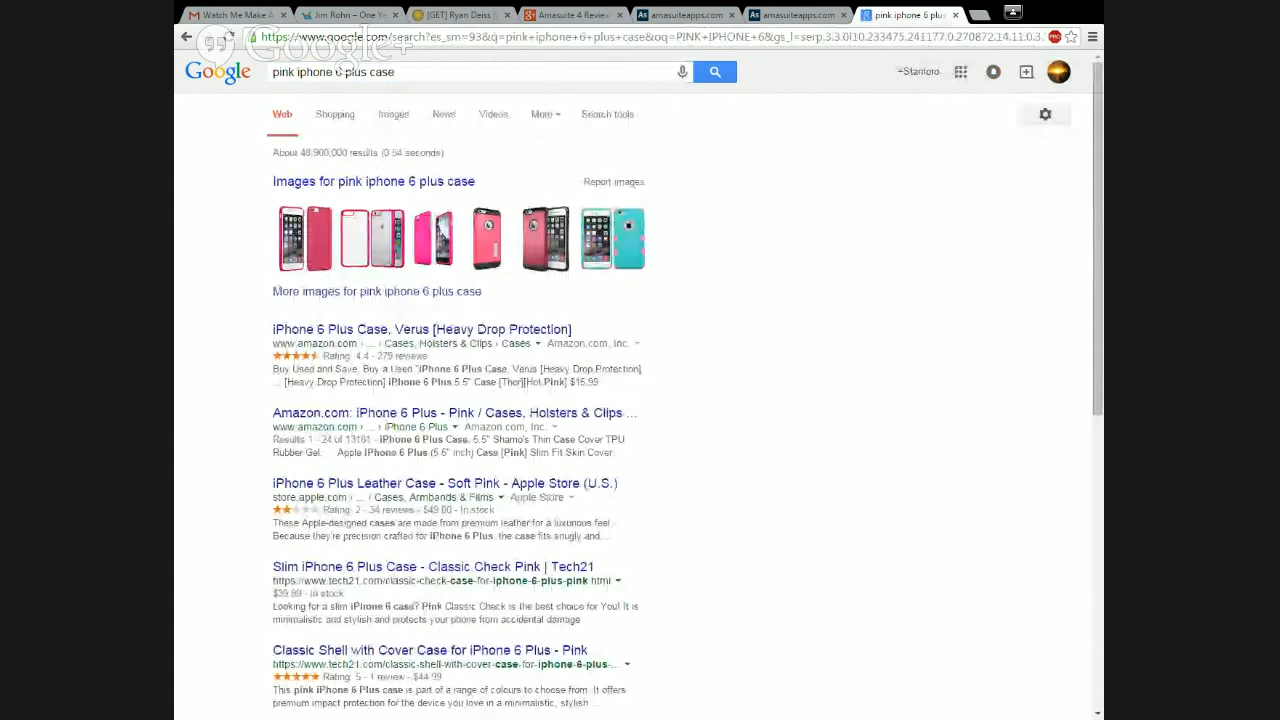 Watch Me Make A
Jim Rohn – One Ye
[GET] Ryan Deiss |
Amasuite 4 Review
amasuiteapps.com
amasuiteapps.com
pink iphone 6 plus
https://www.google.com/search?es_sm=93&q=pink+iphone+6+plus+case&oq=PINK+IPHONE+6&gs_l=serp.3.3.0l10.233475.241177.0.270872.14.11.0.3.
Google+
Google
pink iphone 6 plus case
+Stanford
Web
Shopping
Images
News
Videos
More
Search tools
About 48,900,000 results (0.54 seconds)
Images for pink iphone 6 plus case
Report images
More images for pink iphone 6 plus case
iPhone 6 Plus Case, Verus [Heavy Drop Protection]
www.amazon.com › ... › Cases, Holsters & Clips › Cases Amazon.com, Inc.
Rating: 4.4 - 279 reviews
Buy Used and Save. Buy a Used "iPhone 6 Plus Case, Verus [Heavy Drop Protection]
... [Heavy Drop Protection] iPhone 6 Plus 5.5" Case [Thor][Hot Pink] $15.99
Amazon.com: iPhone 6 Plus - Pink / Cases, Holsters & Clips ...
www.amazon.com › ... › iPhone 6 Plus Amazon.com, Inc.
Results 1 - 24 of 13181 - iPhone 6 Plus Case, 5.5" Shamo's Thin Case Cover TPU
Rubber Gel. Apple iPhone 6 Plus (5.5" inch) Case [Pink] Slim Fit Skin Cover
iPhone 6 Plus Leather Case - Soft Pink - Apple Store (U.S.)
store.apple.com › ... › Cases, Armbands & Films Apple Store
Rating: 2 - 34 reviews - $49.00 - In stock
These Apple-designed cases are made from premium leather for a luxurious feel.
Because they're precision crafted for iPhone 6 Plus, the case fits snugly and...
Slim iPhone 6 Plus Case - Classic Check Pink | Tech21
https://www.tech21.com/classic-check-case-for-iphone-6-plus-pink.html
$39.99 - In stock
Looking for a slim iPhone 6 case? Pink Classic Check is the best choice for You! It is
minimalistic and stylish and protects your phone from accidental damage
Classic Shell with Cover Case for iPhone 6 Plus - Pink
https://www.tech21.com/classic-shell-with-cover-case-for-iphone-6-plus-...
Rating: 5 - 1 review - $44.99
This pink iPhone 6 Plus case is part of a range of colours to choose from. It offers
premium impact protection for the device you love in a minimalistic, stylish ...